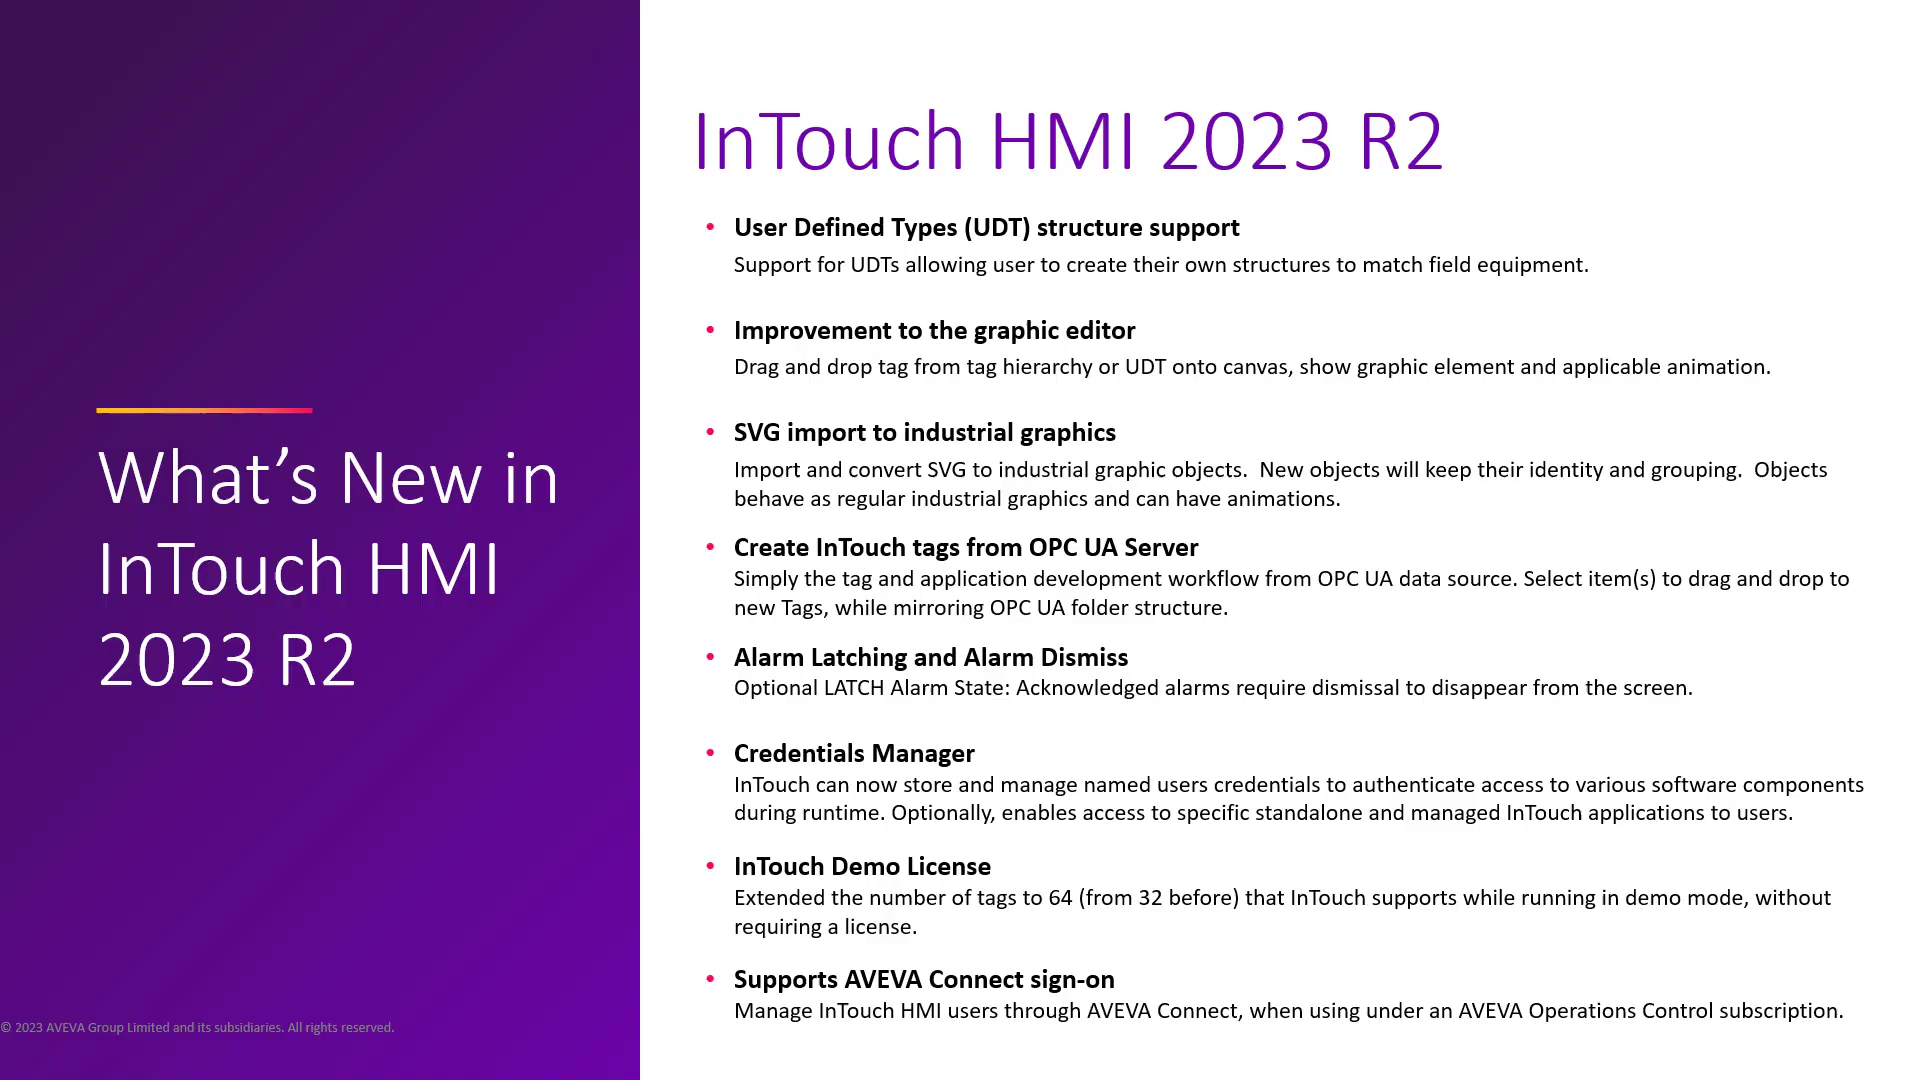 What's New in
InTouch HMI
2023 R2
© 2023 AVEVA Group Limited and its subsidiaries. All rights reserved.
InTouch HMI 2023 R2
• User Defined Types (UDT) structure support
Support for UDTs allowing user to create their own structures to match field equipment.
• Improvement to the graphic editor
Drag and drop tag from tag hierarchy or UDT onto canvas, show graphic element and applicable animation.
• SVG import to industrial graphics
Import and convert SVG to industrial graphic objects.  New objects will keep their identity and grouping.  Objects
behave as regular industrial graphics and can have animations.
• Create InTouch tags from OPC UA Server
Simply the tag and application development workflow from OPC UA data source. Select item(s) to drag and drop to
new Tags, while mirroring OPC UA folder structure.
• Alarm Latching and Alarm Dismiss
Optional LATCH Alarm State: Acknowledged alarms require dismissal to disappear from the screen.
• Credentials Manager
InTouch can now store and manage named users credentials to authenticate access to various software components
during runtime. Optionally, enables access to specific standalone and managed InTouch applications to users.
• InTouch Demo License
Extended the number of tags to 64 (from 32 before) that InTouch supports while running in demo mode, without
requiring a license.
• Supports AVEVA Connect sign-on
Manage InTouch HMI users through AVEVA Connect, when using under an AVEVA Operations Control subscription.